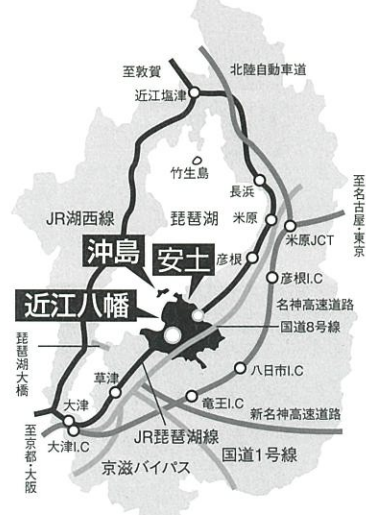 至敦賀
北陸自動車道
近江塩津
竹生島
長浜
至名古屋・東京
JR湖西線
琵琶湖
米原
米原JCT
沖島
安土
彦根
彦根I.C
近江八幡
名神高速道路
国道8号線
琵琶湖大橋
草津
八日市I.C
大津
竜王I.C
新名神高速道路
大津I.C
JR琵琶湖線
至京都・大阪
京滋バイパス
国道1号線